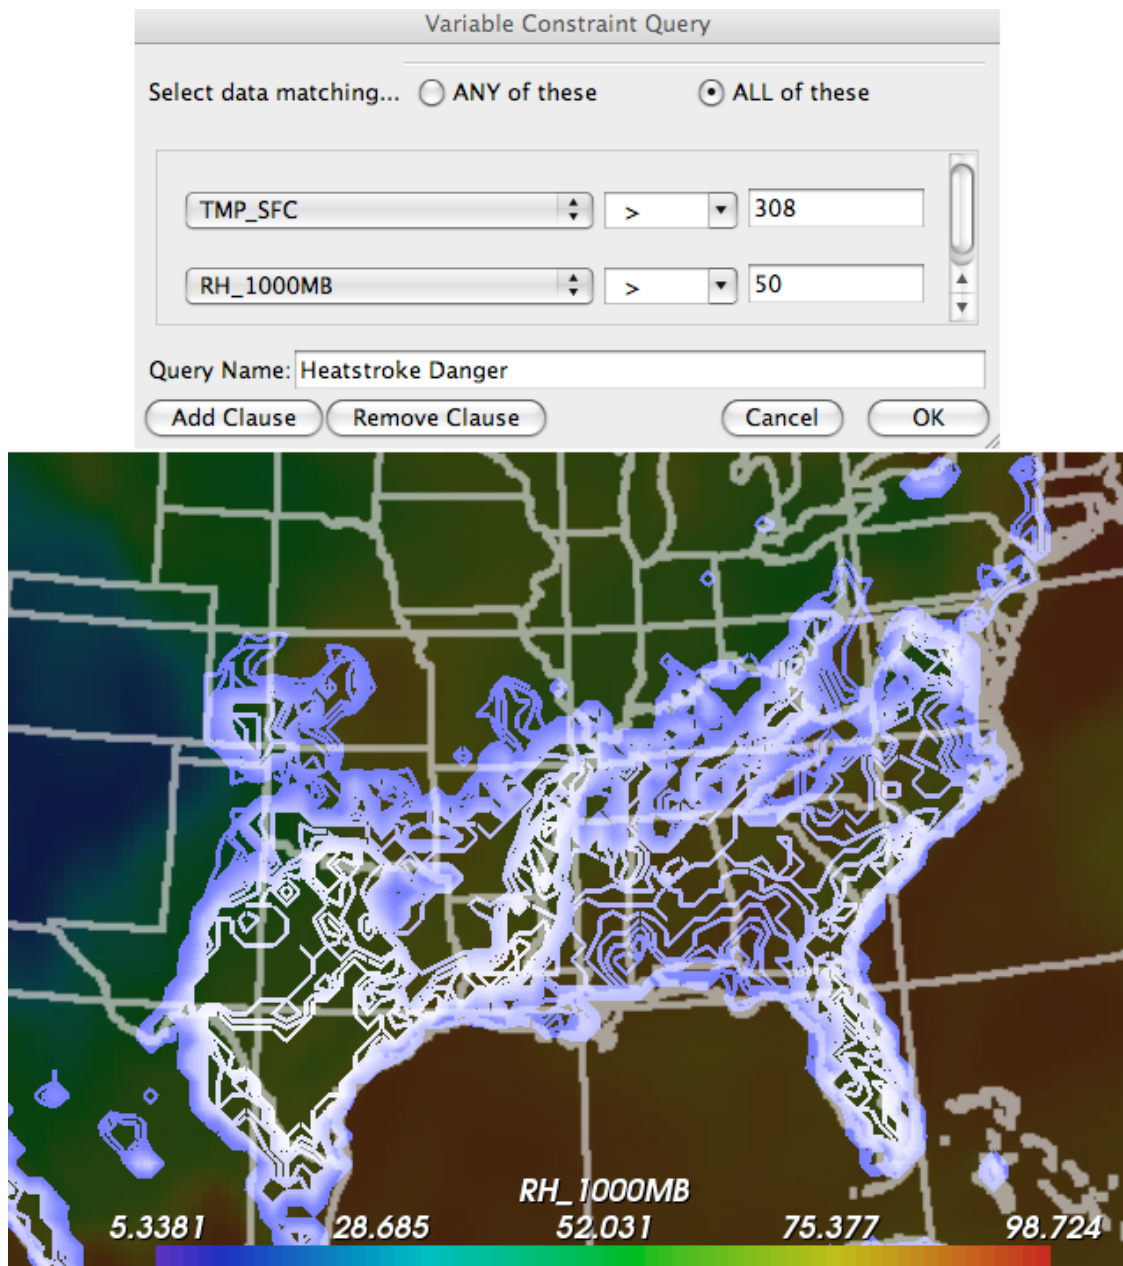 Variable Constraint Query
Select data matching... ANY of these ALL of these
TMP_SFC > 308
RH_1000MB > 50
Query Name: Heatstroke Danger
Add Clause Remove Clause Cancel OK
RH_1000MB
5.3381 28.685 52.031 75.377 98.724